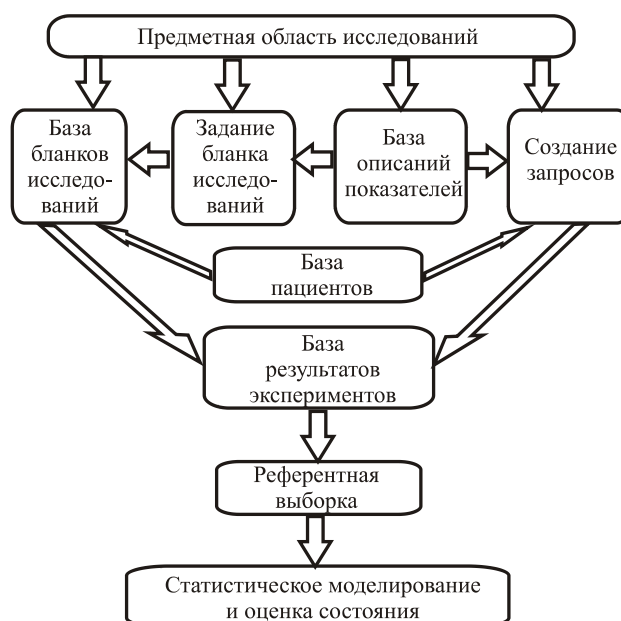 Предметная область исследований
База
бланков
исследо-
ваний
Задание
бланка
исследо-
ваний
База
описаний
показателей
Создание
запросов
База
пациентов
База
результатов
экспериментов
Референтная
выборка
Статистическое моделирование
и оценка состояния